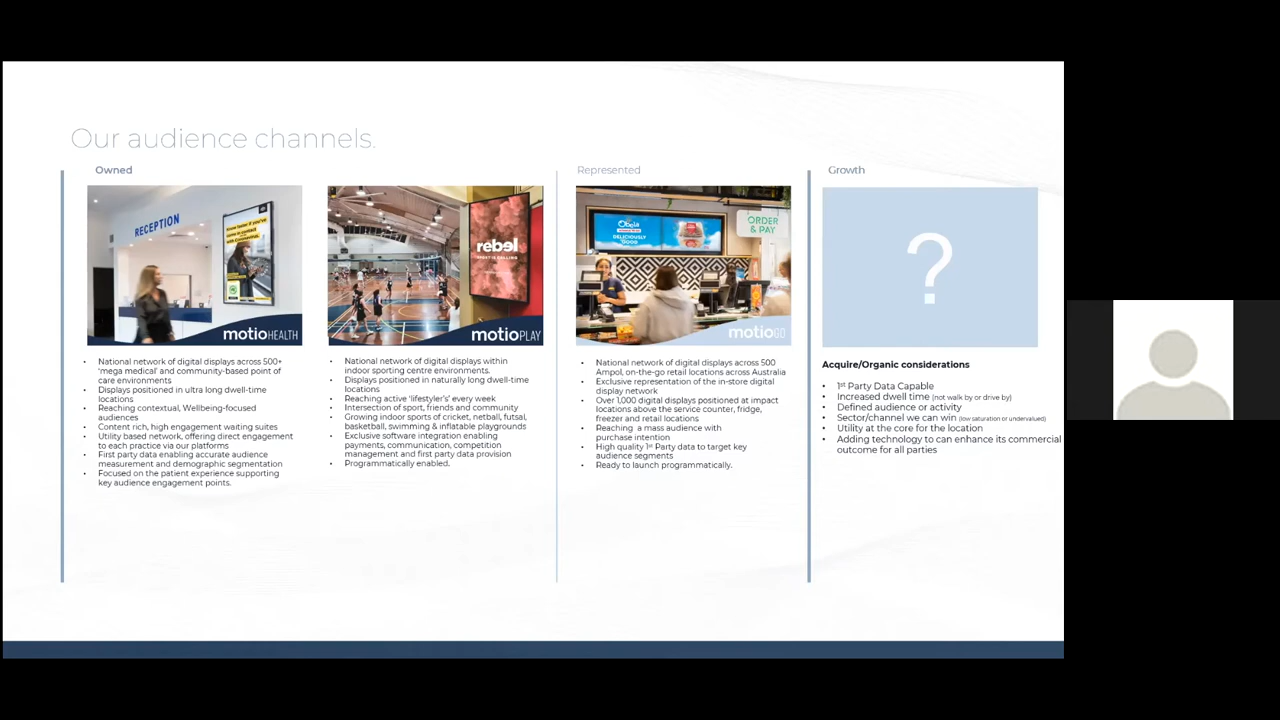 Our audience channels.
Owned
Represented
Growth
RECEPTION
motioHEALTH
National network of digital displays across 500+
'mega medical' and community-based point of
care environments
Displays positioned in ultra long dwell-time
locations
Reaching contextual, Wellbeing-focused
audiences
Content rich, high engagement waiting suites
Utility based network, offering direct engagement
to each practice via our platforms
First party data enabling accurate audience
measurement and demographic segmentation
Focused on the patient experience supporting
key audience engagement points.
rebel
SPORT IS CALLING
motioPLAY
National network of digital displays within
indoor sporting centre environments.
Displays positioned in naturally long dwell-time
locations
Reaching active 'lifestyler's' every week
Intersection of sport, friends and community
Growing indoor sports of cricket, netball, futsal,
basketball, swimming & inflatable playgrounds
Exclusive software integration enabling
payments,communication, competition
management and first party data provision
Programmatically enabled.
Obela
DELICIOUSLY
GOOD
ORDER
& PAY
motioGO
National network of digital displays across 500
Ampol, on-the-go retail locations across Australia
Exclusive representation of the in-store digital
display network
Over 1,000 digital displays positioned at impact
locations above the service counter, fridge,
freezer and retail locations
Reaching a mass audience with
purchase intention
High quality 1st Party data to target key
audience segments
Ready to launch programmatically.
?
Acquire/Organic considerations
1st Party Data Capable
Increased dwell time (not walk by or drive by)
Defined audience or activity
Sector/channel we can win (low saturation or undervalued)
Utility at the core for the location
Adding technology to can enhance its commercial
outcome for all parties